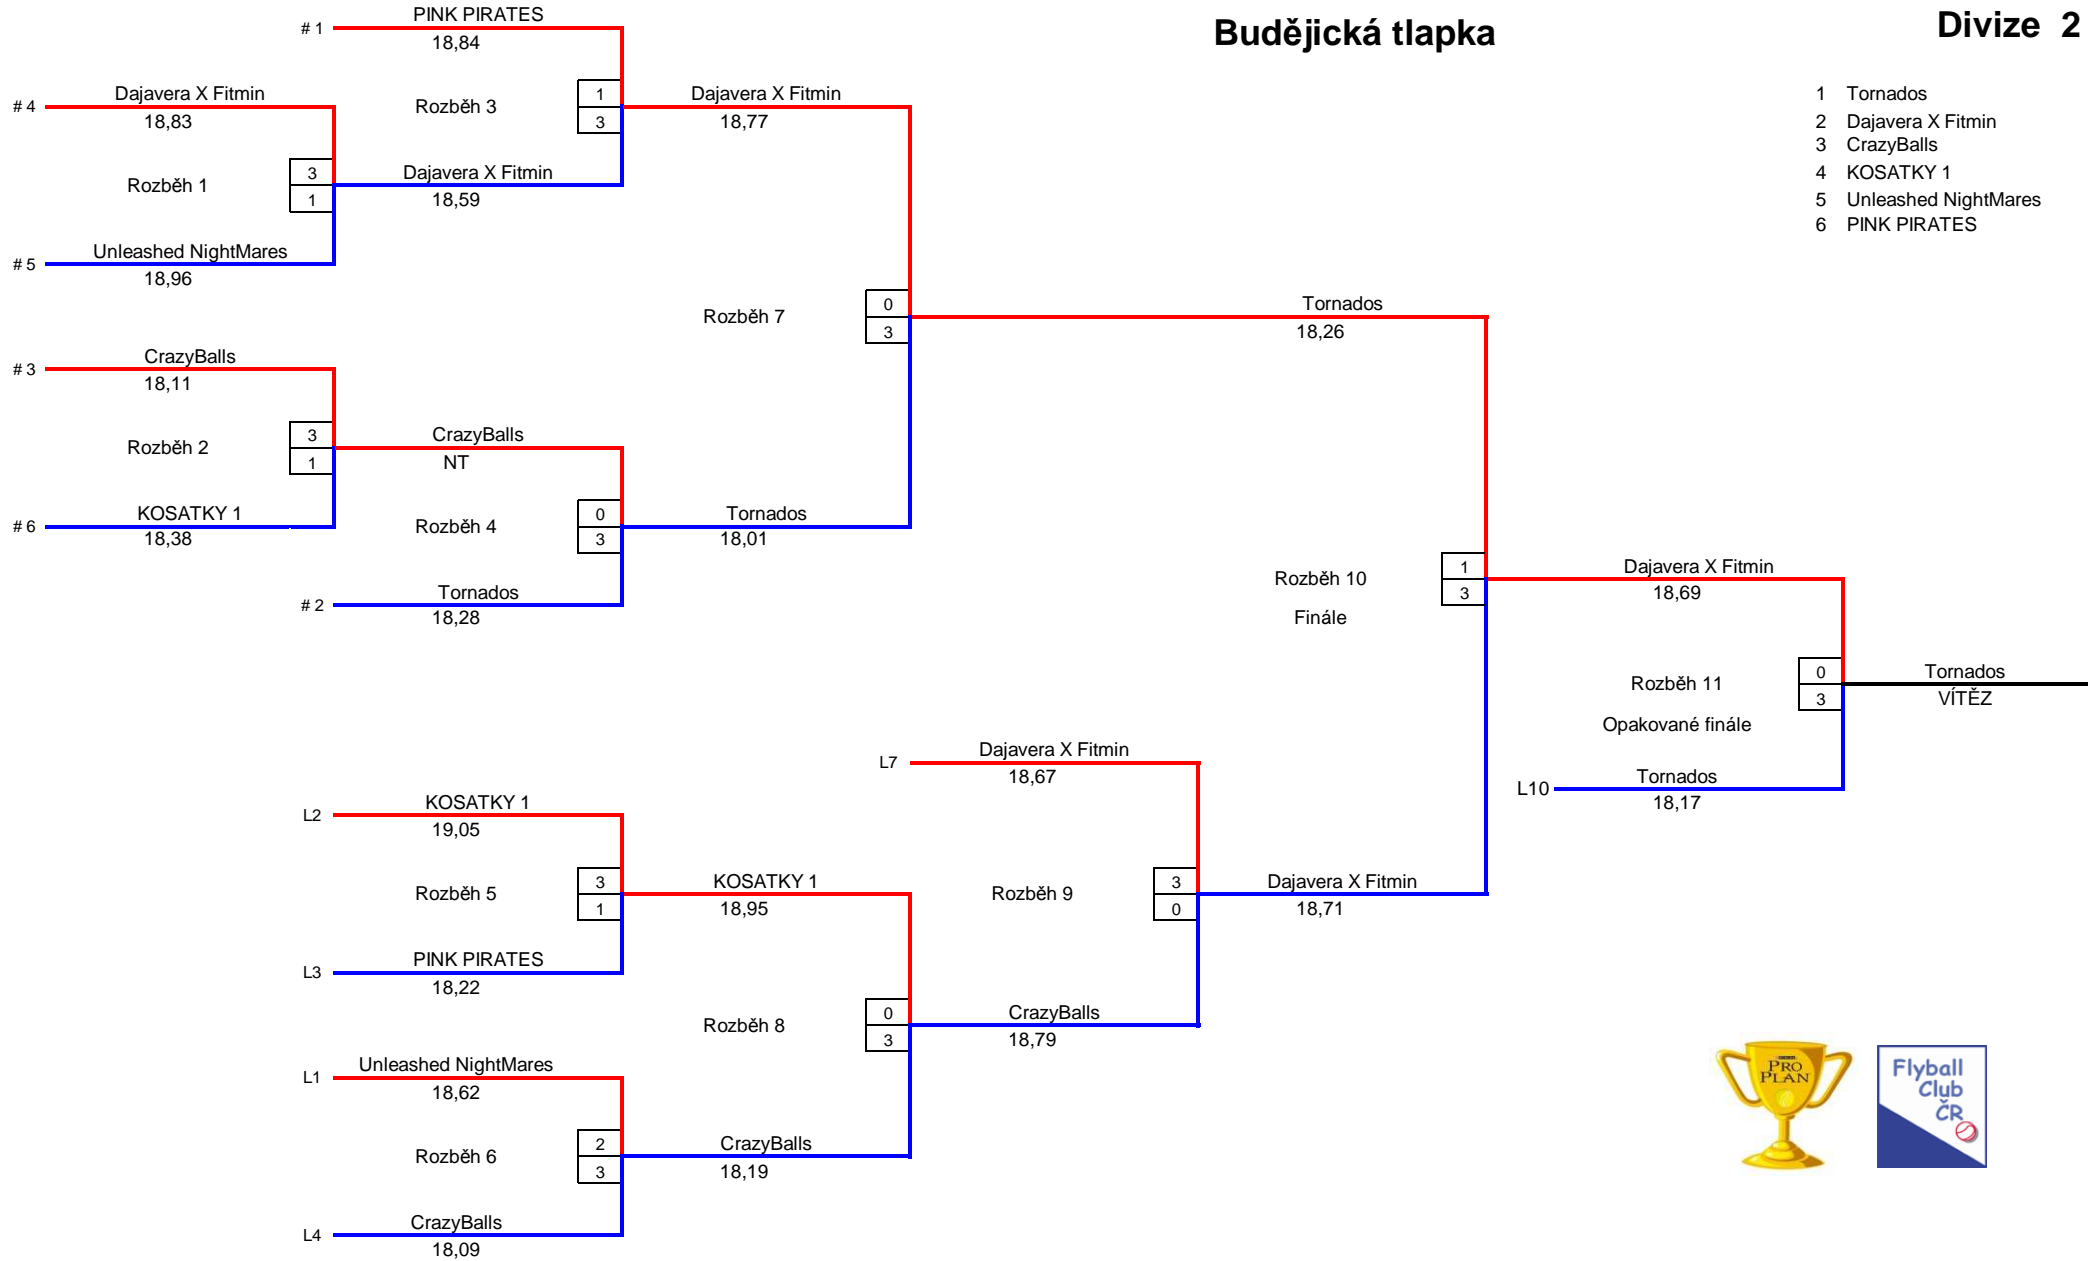 Budějická tlapka
Divize 2
1 Tornados
2 Dajavera X Fitmin
3 CrazyBalls
4 KOSATKY 1
5 Unleashed NightMares
6 PINK PIRATES
# 1
PINK PIRATES
18,84
# 4
Dajavera X Fitmin
18,83
Rozběh 3
1
3
Dajavera X Fitmin
18,77
Rozběh 1
3
1
Dajavera X Fitmin
18,59
# 5
Unleashed NightMares
18,96
Rozběh 7
0
3
Tornados
18,26
# 3
CrazyBalls
18,11
Rozběh 2
3
1
CrazyBalls
NT
# 6
KOSATKY 1
18,38
Rozběh 4
0
3
Tornados
18,01
# 2
Tornados
18,28
Rozběh 10
Finále
1
3
Dajavera X Fitmin
18,69
Rozběh 11
Opakované finále
0
3
Tornados
VÍTĚZ
L10
Tornados
18,17
L7
Dajavera X Fitmin
18,67
L2
KOSATKY 1
19,05
Rozběh 5
3
1
KOSATKY 1
18,95
Rozběh 9
3
0
Dajavera X Fitmin
18,71
L3
PINK PIRATES
18,22
Rozběh 8
0
3
CrazyBalls
18,79
L1
Unleashed NightMares
18,62
Rozběh 6
2
3
CrazyBalls
18,19
L4
CrazyBalls
18,09
PRO
PLAN
Flyball
Club
ČR